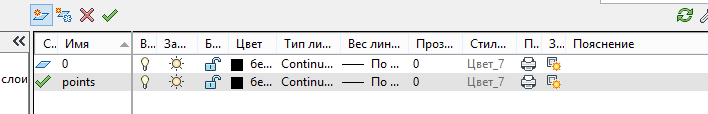 С.. Имя В.. За... Б... Цвет Тип ли... Вес лин... Проз... Стил... П.. З... Пояснение
0 бе... Continu... По ... 0 Цвет_7
слои
points бе... Continu... По ... 0 Цвет_7